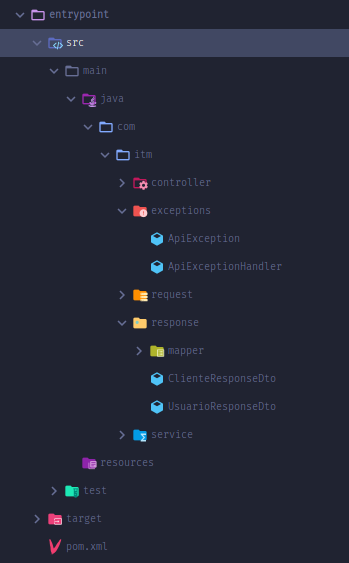 entrypoint
src
main
java
com
itm
controller
exceptions
ApiException
ApiExceptionHandler
request
response
mapper
ClienteResponseDto
UsuarioResponseDto
service
resources
test
target
pom.xml